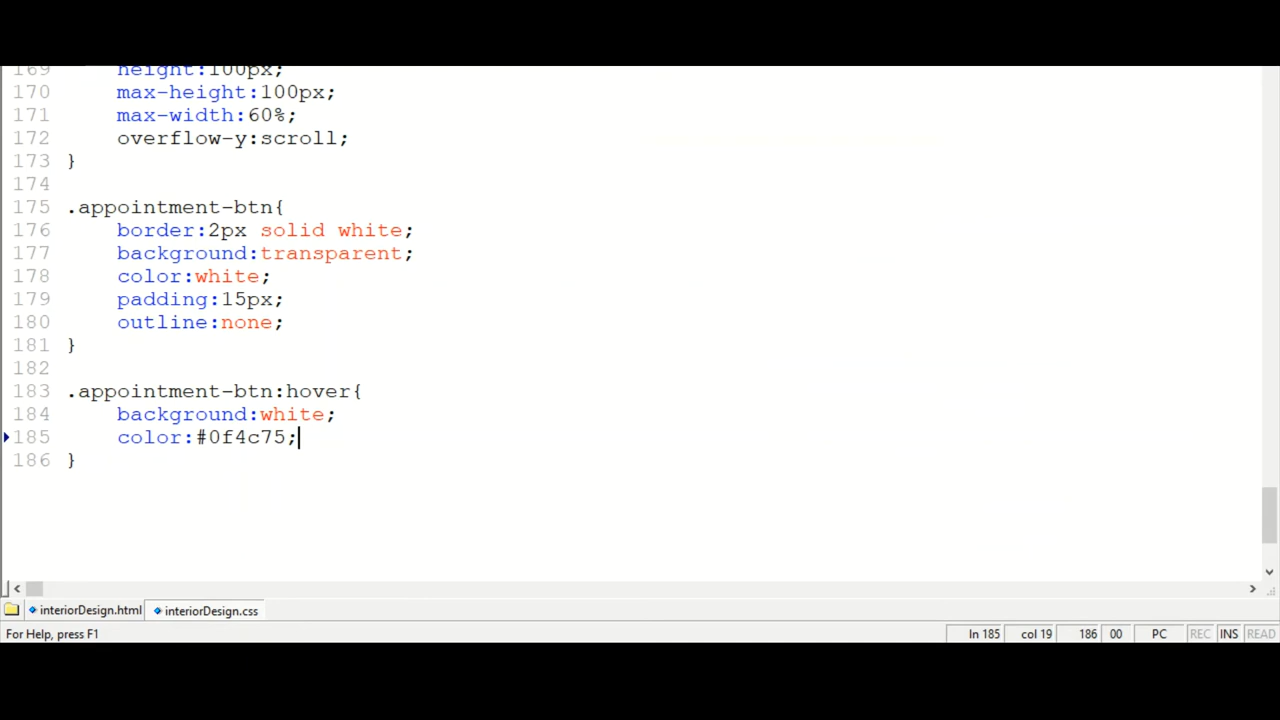 169 height:100px;
170 max-height:100px;
171 max-width:60%;
172 overflow-y:scroll;
173 }
174
175 .appointment-btn{
176 border:2px solid white;
177 background:transparent;
178 color:white;
179 padding:15px;
180 outline:none;
181 }
182
183 .appointment-btn:hover{
184 background:white;
185 color:#0f4c75;
186 }
interiorDesign.html interiorDesign.css
For Help, press F1 ln 185 col 19 186 00 PC REC INS READ